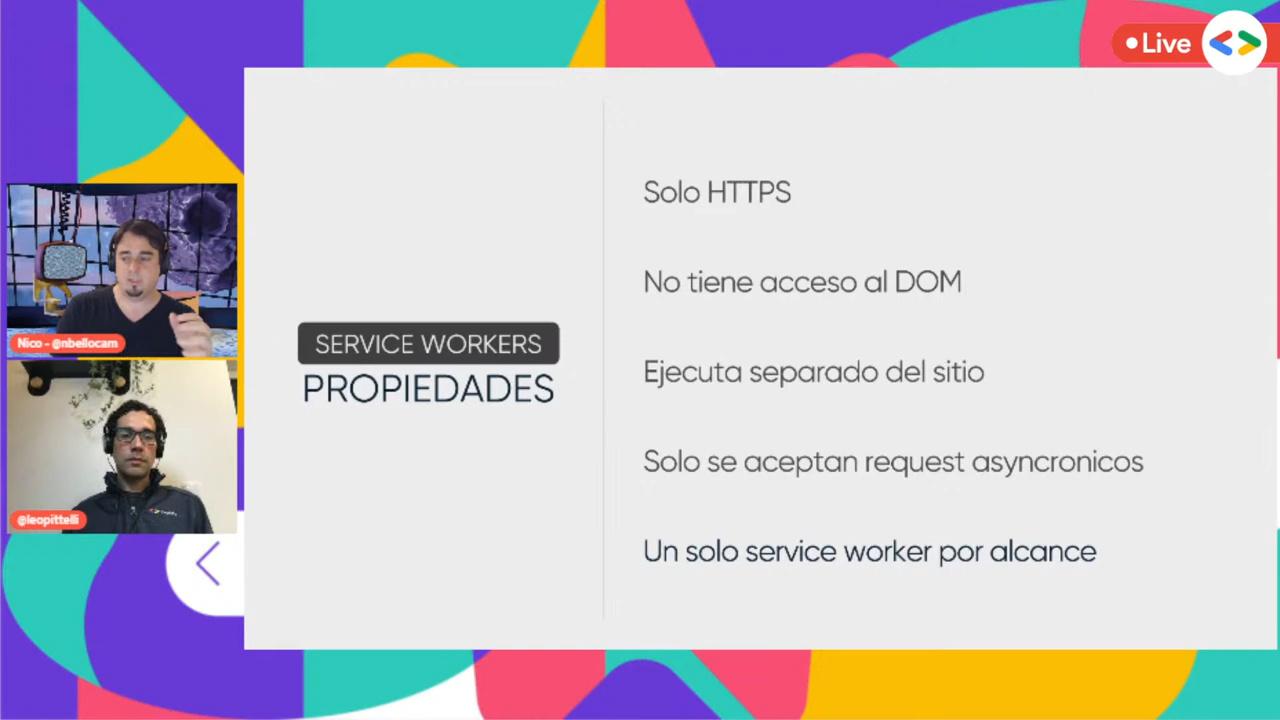 Live
SERVICE WORKERS
PROPIEDADES
Solo HTTPS
No tiene acceso al DOM
Ejecuta separado del sitio
Solo se aceptan request asyncronicos
Un solo service worker por alcance
Nico - @nbellocam
@leopittelli